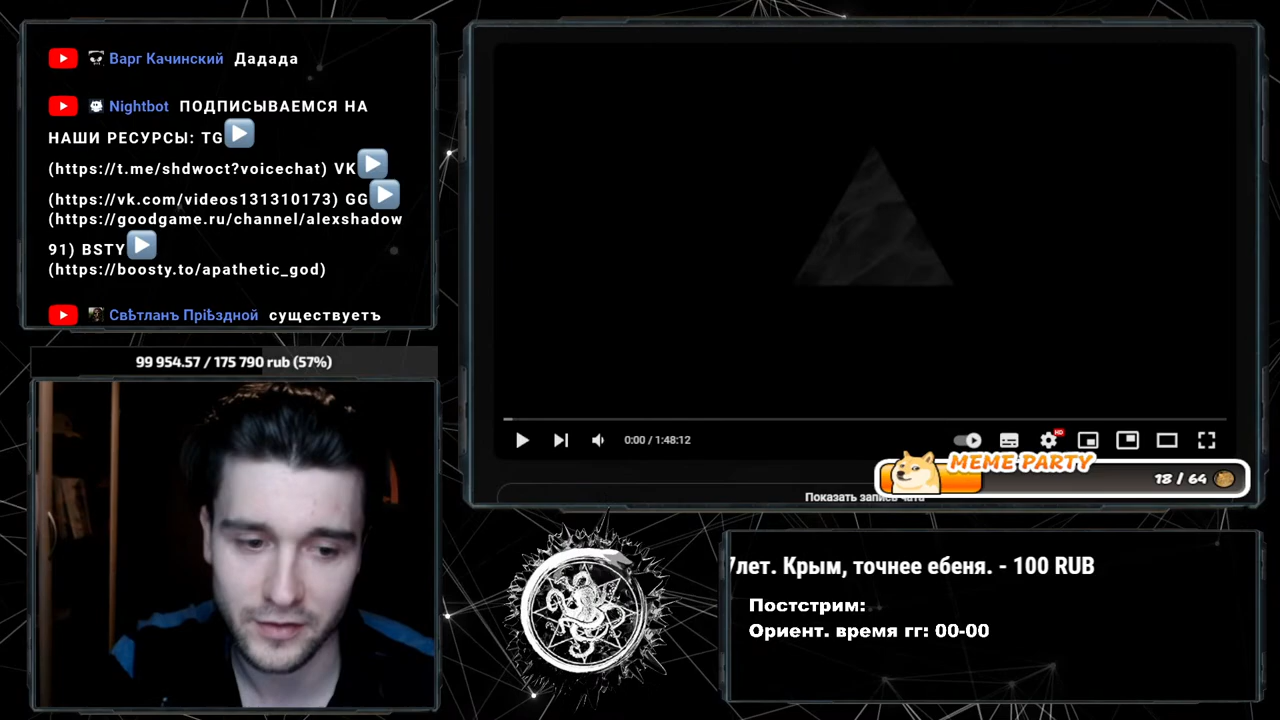 Варг Качинский Дадада
Nightbot ПОДПИСЫВАЕМСЯ НА
НАШИ РЕСУРСЫ: TG
(https://t.me/shdwoct?voicechat) VK
(https://vk.com/videos131310173) GG
(https://goodgame.ru/channel/alexshadow
91) BSTY
(https://boosty.to/apathetic_god)
Свѣтланъ Прiѣздной существуетъ
99 954.57 / 175 790 rub (57%)
0:00 / 1:48:12
HD
MEME PARTY
18 / 64
Показать запись чата
7лет. Крым, точнее ебеня. - 100 RUB
Постстрим:
Ориент. время гг: 00-00